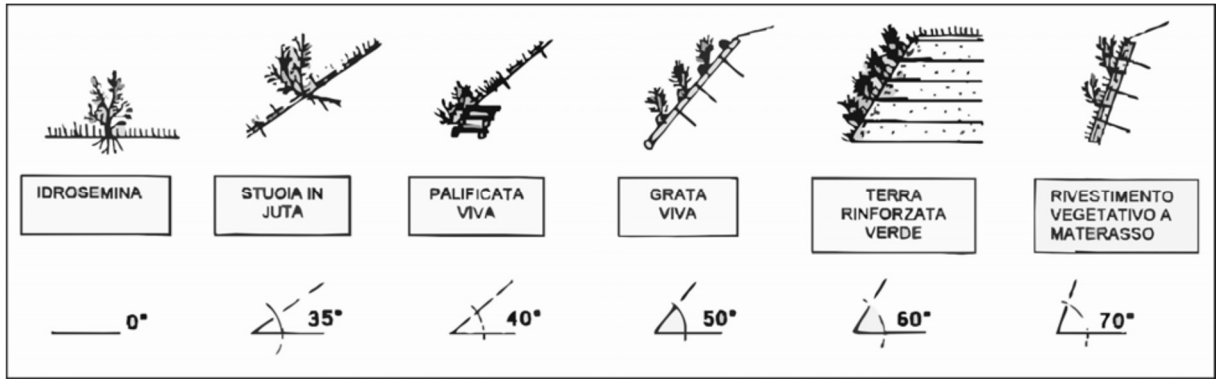 IDROSEMINA
STUOIA IN
JUTA
PALIFICATA
VIVA
GRATA
VIVA
TERRA
RINFORZATA
VERDE
RIVESTIMENTO
VEGETATIVO A
MATERASSO
0°
35°
40°
50°
60°
70°